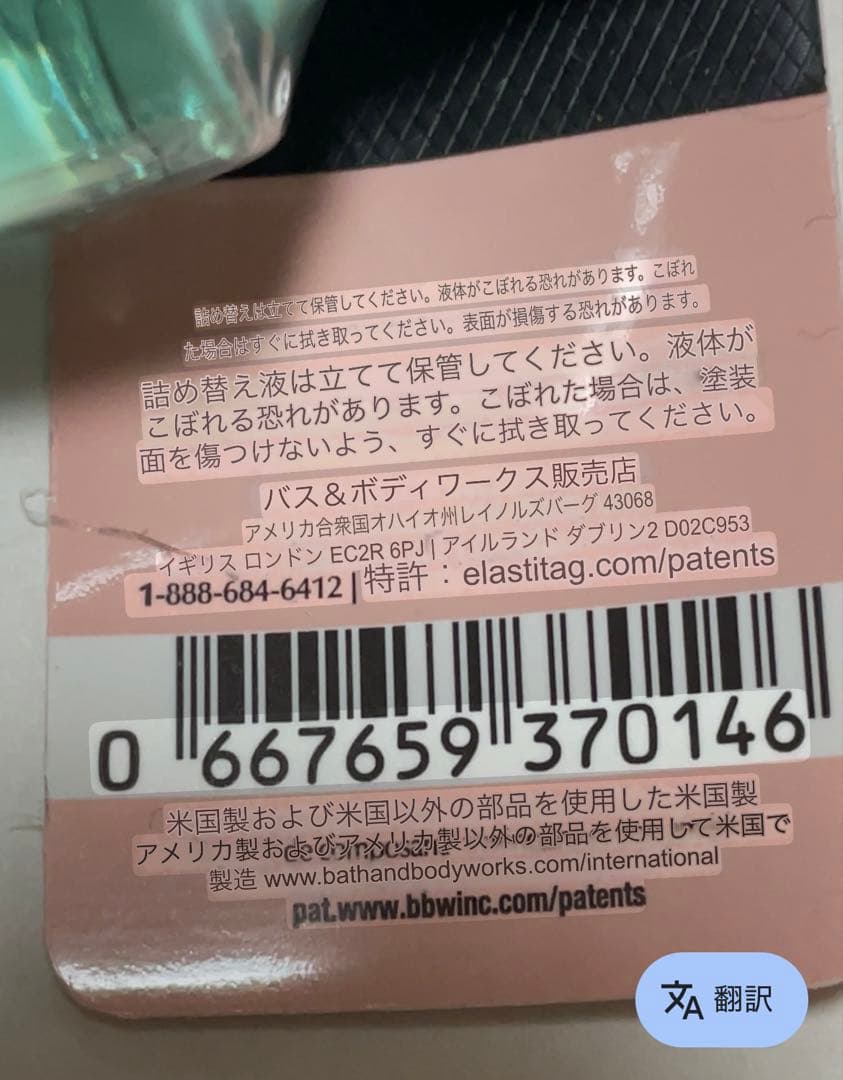 詰め替えは立てて保管してください。液体がこぼれる恐れがあります。こぼれ
た場合はすぐに拭き取ってください。表面が損傷する恐れがあります。
詰め替え液は立てて保管してください。液体が
こぼれる恐れがあります。こぼれた場合は、塗装
面を傷つけないよう、すぐに拭き取ってください。
バス＆ボディワークス販売店
アメリカ合衆国オハイオ州レイノルズバーグ 43068
イギリス ロンドン EC2R 6PJ | アイルランド ダブリン2 D02C953
1-888-684-6412 | 特許：elastitag.com/patents
0 667659 370146
米国製および米国以外の部品を使用した米国製
アメリカ製およびアメリカ製以外の部品を使用して米国で
製造 www.bathandbodyworks.com/international
pat.www.bbwinc.com/patents
翻訳